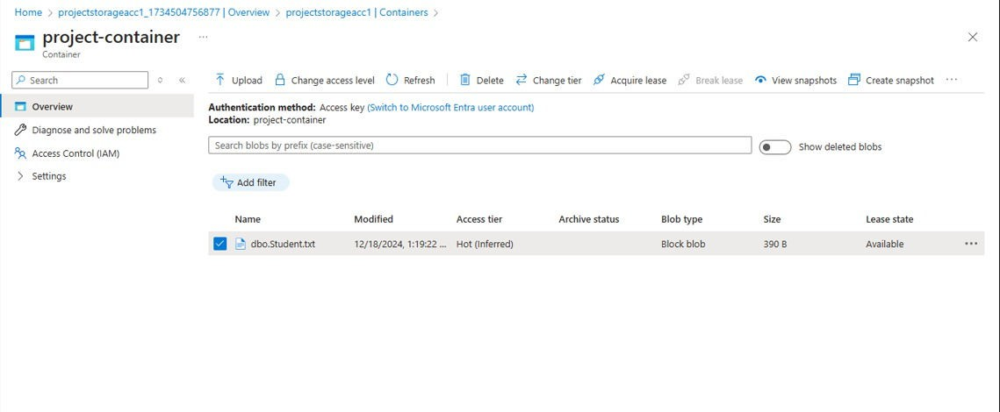 Home > projectstorageacc1_1734504756877 | Overview > projectstorageacc1 | Containers >
project-container ...
Container
Search
Upload Change access level Refresh Delete Change tier Acquire lease Break lease View snapshots Create snapshot ...
Overview
Diagnose and solve problems
Access Control (IAM)
Settings
Authentication method: Access key (Switch to Microsoft Entra user account)
Location: project-container
Search blobs by prefix (case-sensitive)
Show deleted blobs
Add filter
Name Modified Access tier Archive status Blob type Size Lease state
dbo.Student.txt 12/18/2024, 1:19:22 ... Hot (Inferred) Block blob 390 B Available ...